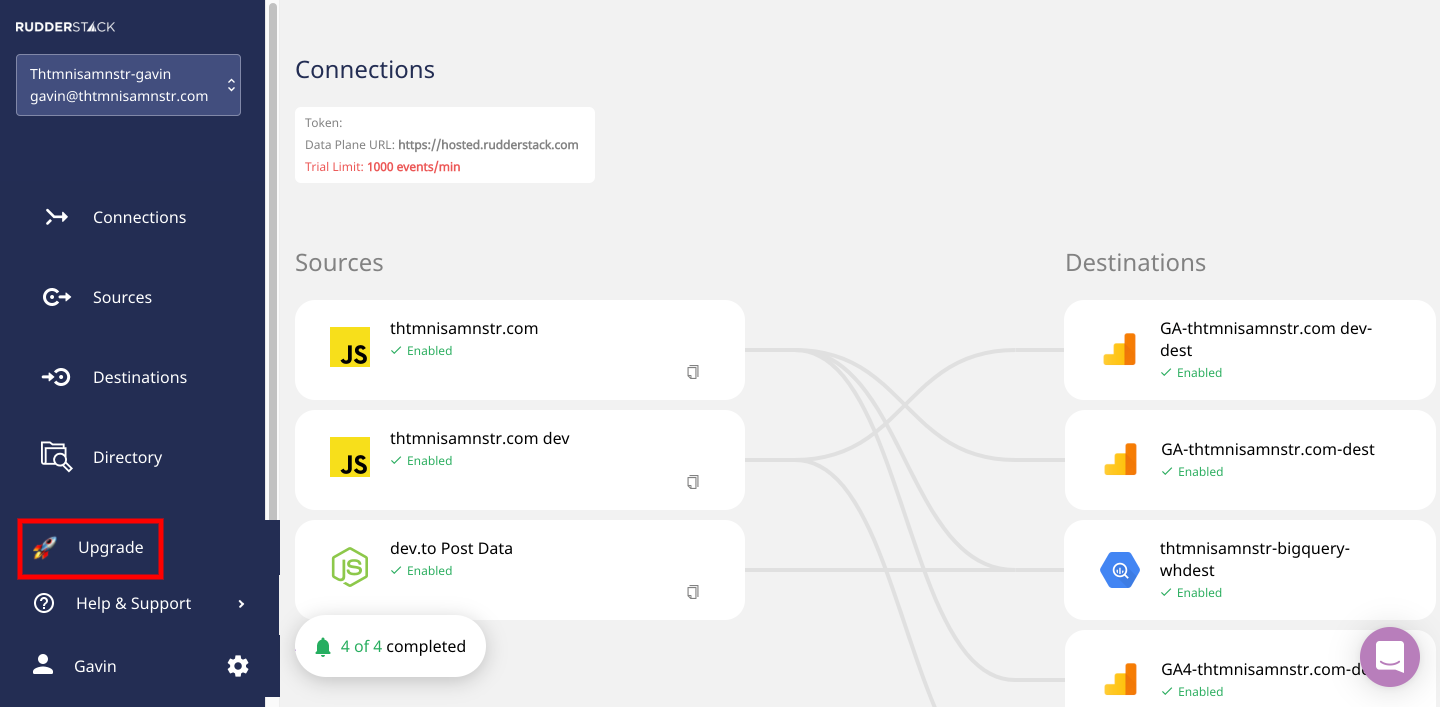 RUDDERSTACK
Thtmnisamnstr-gavin
gavin@thtmnisamnstr.com
Connections
Sources
Destinations
Directory
Upgrade
Help & Support
Gavin
Connections
Token:
Data Plane URL: https://hosted.rudderstack.com
Trial Limit: 1000 events/min
Sources
JS
thtmnisamnstr.com
Enabled
JS
thtmnisamnstr.com dev
Enabled
JS
dev.to Post Data
Enabled
4 of 4 completed
Destinations
GA-thtmnisamnstr.com dev-
dest
Enabled
GA-thtmnisamnstr.com-dest
Enabled
thtmnisamnstr-bigquery-
whdest
Enabled
GA4-thtmnisamnstr.com-de
Enabled